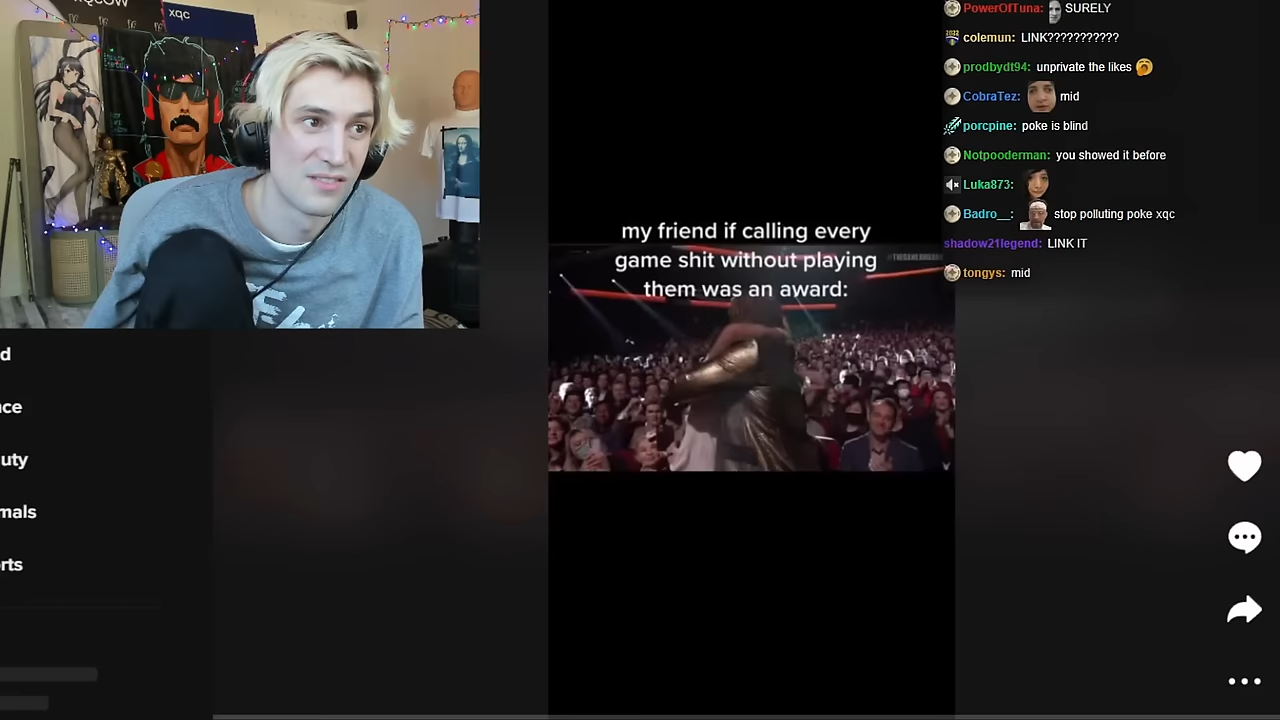 xQcOW
xqc
PowerOfTuna: SURELY
colemun: LINK???????????
prodbydt94: unprivate the likes
CobraTez: mid
porcpine: poke is blind
Notpooderman: you showed it before
Luka873:
Badro__: stop polluting poke xqc
shadow21legend: LINK IT
tongys: mid
my friend if calling every
game shit without playing
them was an award:
d
ce
uty
mals
rts